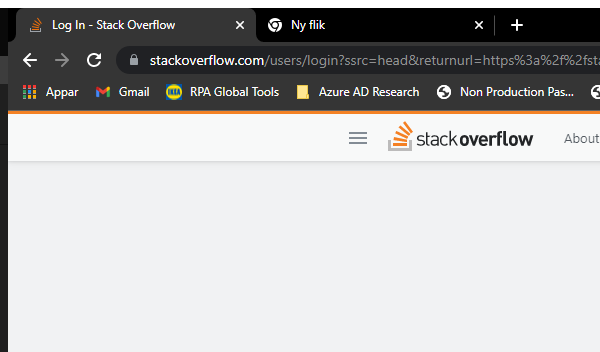 Log In - Stack Overflow
Ny flik
stackoverflow.com/users/login?ssrc=head&returnurl=https%3a%2f%2fsta
Appar
Gmail
IKEA
RPA Global Tools
Azure AD Research
Non Production Pas...
stackoverflow
About